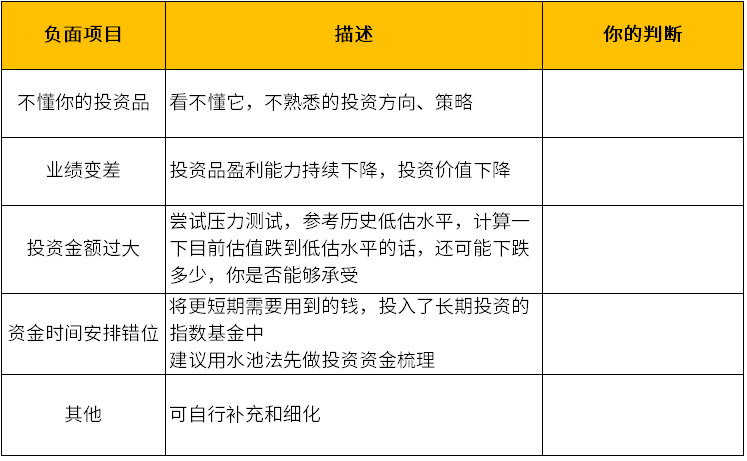 负面项目 描述 你的判断
不懂你的投资品 看不懂它，不熟悉的投资方向、策略
业绩变差 投资品盈利能力持续下降，投资价值下降
投资金额过大
尝试压力测试，参考历史低估水平，计算一
下目前估值跌到低估水平的话，还可能下跌
多少，你是否能够承受
资金时间安排错位
将更短期需要用到的钱，投入了长期投资的
指数基金中
建议用水池法先做投资资金梳理
其他 可自行补充和细化